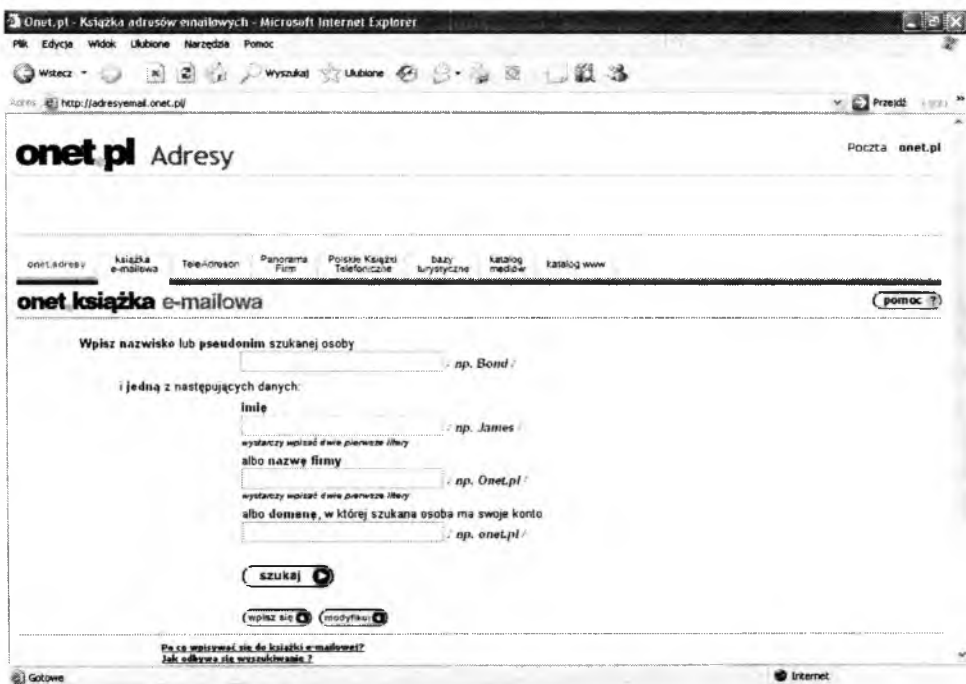 Onet.pl - Książka adresów emailowych - Microsoft Internet Explorer
Plik Edycja Widok Ulubione Narzędzia Pomoc
Wstecz Wyszukaj Ulubione
Adres http://adresyemail.onet.pl/ Przejdź »
onet.pl Adresy Poczta onet.pl
onet.adresy książka e-mailowa TeleAdreson Panorama Firm Polskie Książki Telefoniczne bazy turystyczne katalog mediów katalog www
onet książka e-mailowa pomoc ?
Wpisz nazwisko lub pseudonim szukanej osoby
/ np. Bond /
i jedną z następujących danych:
imię
/ np. James /
wystarczy wpisać dwie pierwsze litery
albo nazwę firmy
/ np. Onet.pl /
wystarczy wpisać dwie pierwsze litery
albo domenę, w której szukana osoba ma swoje konto
/ np. onet.pl /
szukaj
wpisz się modyfikuj
Po co wpisywać się do książki e-mailowej?
Jak odbywa się wyszukiwanie ?
Gotowe Internet